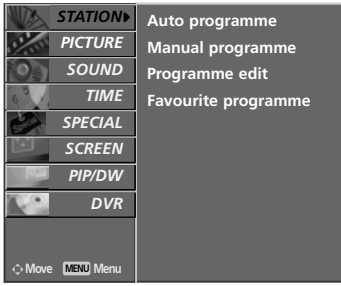 STATION
PICTURE
SOUND
TIME
SPECIAL
SCREEN
PIP/DW
DVR
Move MENU Menu
Auto programme
Manual programme
Programme edit
Favourite programme